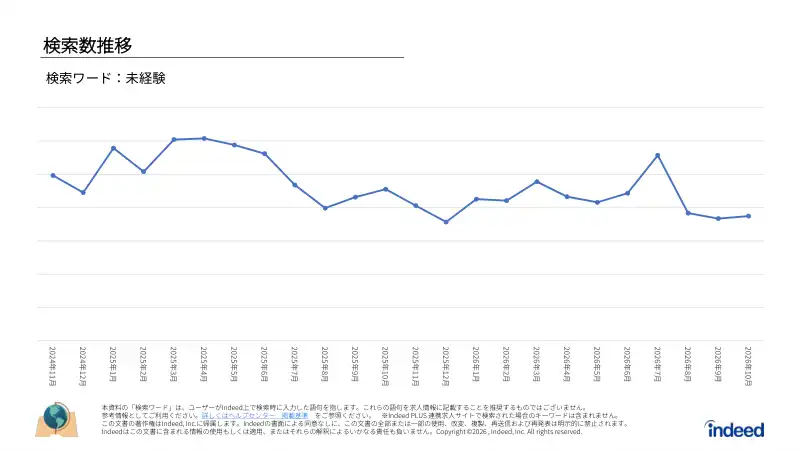 検索数推移
検索ワード：未経験
2024年11月
2024年12月
2025年1月
2025年2月
2025年3月
2025年4月
2025年5月
2025年6月
2025年7月
2025年8月
2025年9月
2025年10月
2025年11月
2025年12月
2026年1月
2026年2月
2026年3月
2026年4月
2026年5月
2026年6月
2026年7月
2026年8月
2026年9月
2026年10月
本資料の「検索ワード」は、ユーザーがIndeed上で検索時に入力した語句を指します。これらの語句を求人情報に記載することを推奨するものではございません。
参考情報としてご利用ください。詳しくはヘルプセンター　掲載基準　をご参照ください。　※Indeed PLUS 連携求人サイトで検索された場合のキーワードは含まれません。
この文書の著作権はIndeed, Inc.に帰属します。Indeedの書面による同意なしに、この文書の全部または一部の使用、改変、複製、再送信および再発表は明示的に禁止されます。
Indeedはこの文書に含まれる情報の使用もしくは適用、またはそれらの解釈によるいかなる責任も負いません。Copyright ©2026 , Indeed, Inc. All rights reserved.
indeed